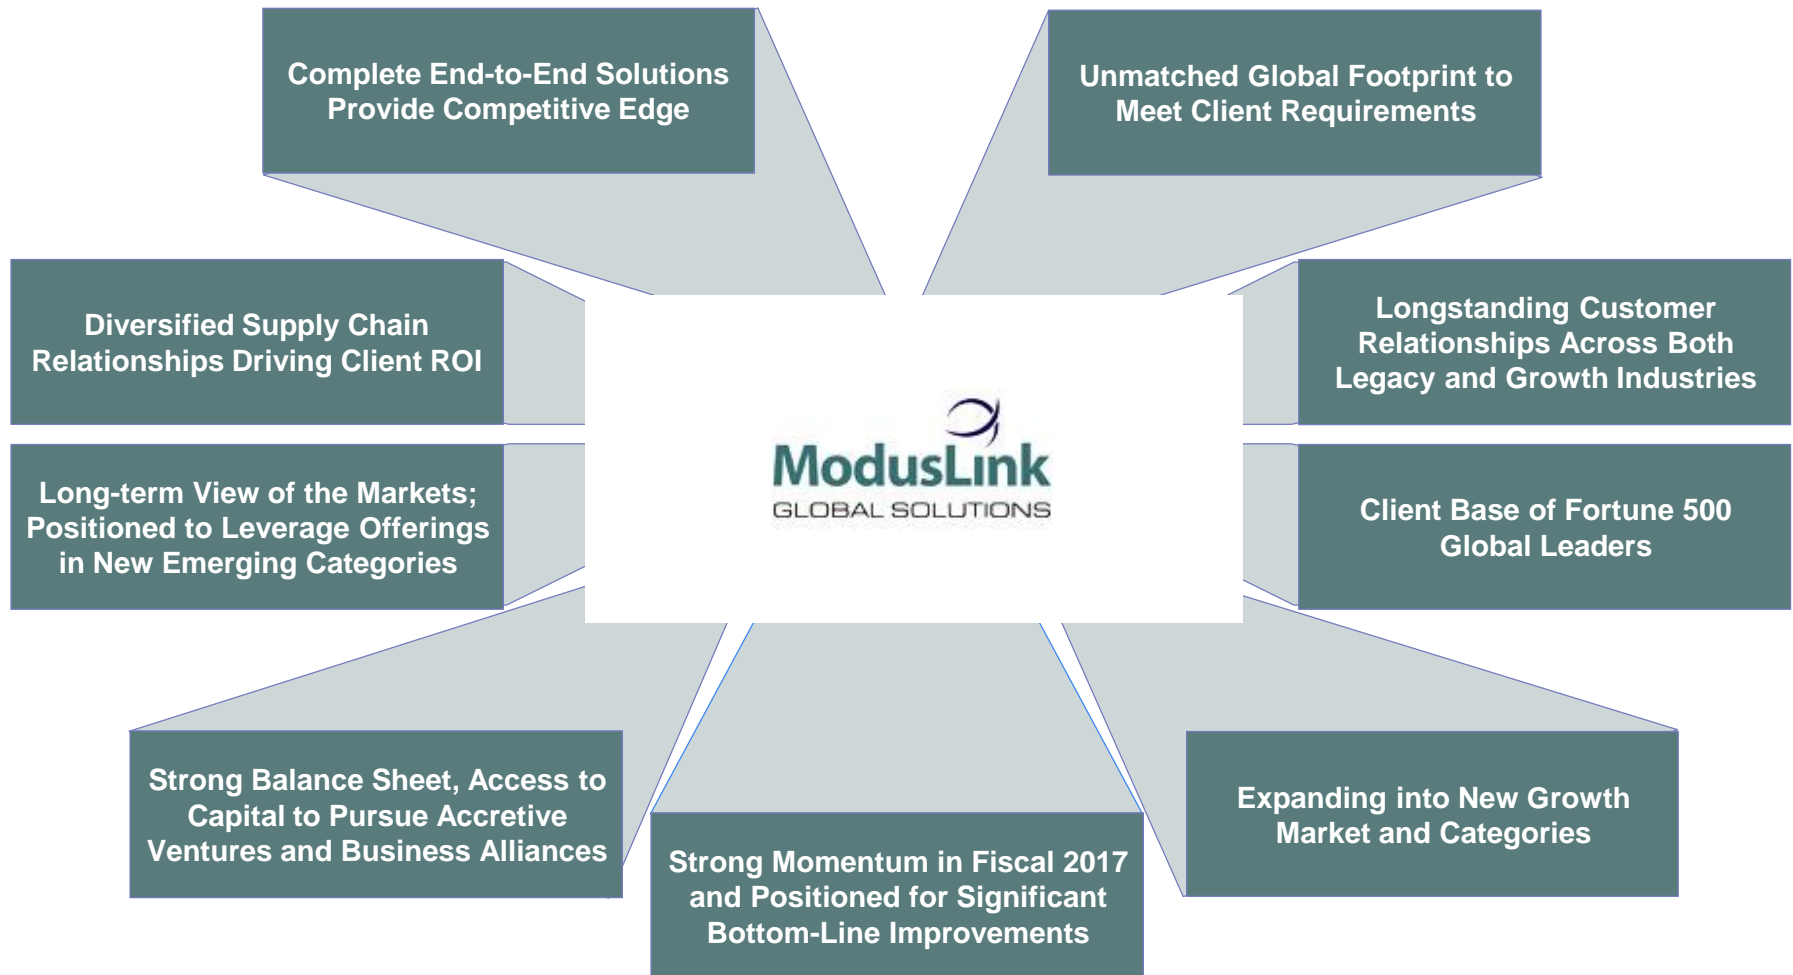 Complete End-to-End Solutions
Provide Competitive Edge
Unmatched Global Footprint to
Meet Client Requirements
Diversified Supply Chain
Relationships Driving Client ROI
Longstanding Customer
Relationships Across Both
Legacy and Growth Industries
ModusLink
GLOBAL SOLUTIONS
Long-term View of the Markets;
Positioned to Leverage Offerings
in New Emerging Categories
Client Base of Fortune 500
Global Leaders
Strong Balance Sheet, Access to
Capital to Pursue Accretive
Ventures and Business Alliances
Strong Momentum in Fiscal 2017
and Positioned for Significant
Bottom-Line Improvements
Expanding into New Growth
Market and Categories